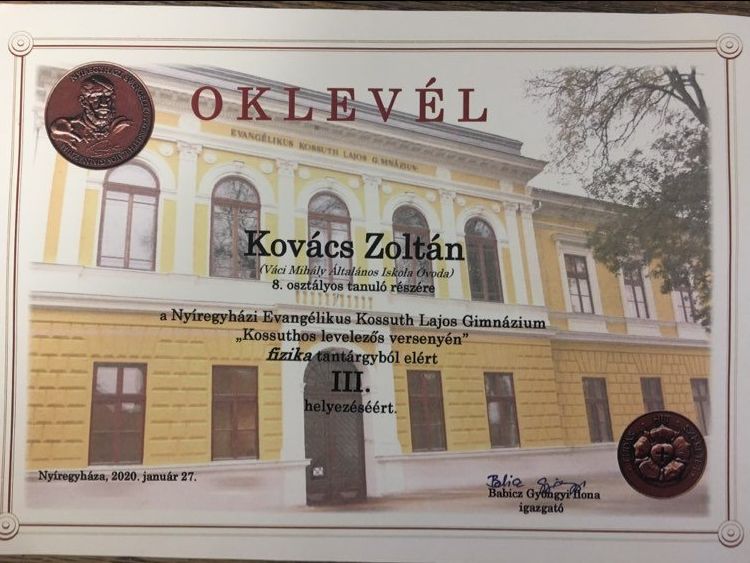 OKLEVÉL
EVANGÉLIKUS KOSSUTH LAJOS GIMNÁZIUM
Kovács Zoltán
(Váci Mihály Általános Iskola Óvoda)
8. osztályos tanuló részére
a Nyíregyházi Evangélikus Kossuth Lajos Gimnázium
„Kossuthos levelezős versenyén”
fizika tantárgyból elért
III.
helyezéséért.
Nyíregyháza, 2020. január 27.
Babicz Gyöngyi Ilona
igazgató